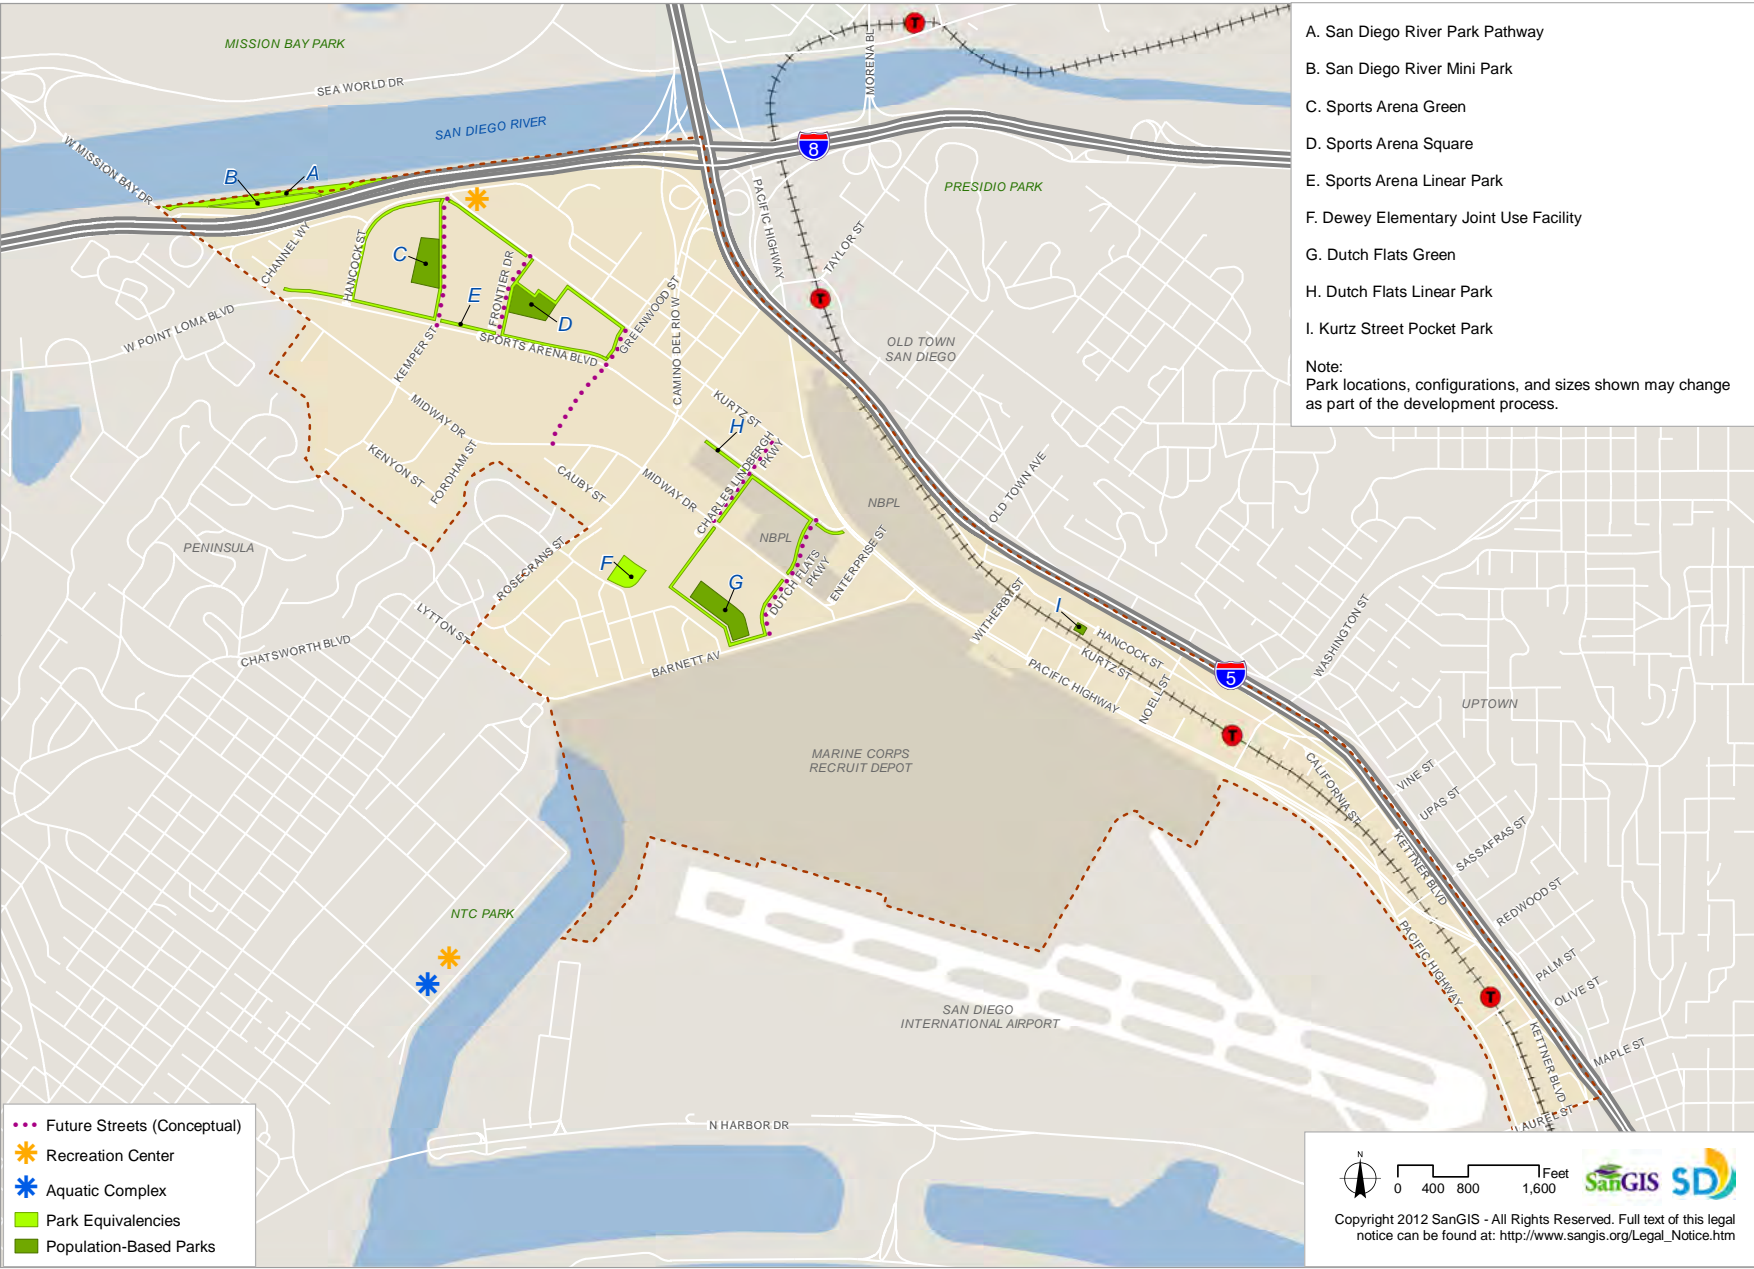 MISSION BAY PARK
SEA WORLD DR
SAN DIEGO RIVER
W MISSION BAY DR
MORENA BL
T
8
B
A
PRESIDIO PARK
PACIFIC HIGHWAY
TAYLOR ST
CHANNEL WY
HANCOCK ST
C
FRONTIER DR
E
D
GREENWOOD ST
CAMINO DEL RIO W
T
W POINT LOMA BLVD
KEMPER ST
SPORTS ARENA BLVD
OLD TOWN
SAN DIEGO
MIDWAY DR
KURTZ ST
H
KENYON ST
FORDHAM ST
CAUBY ST
MIDWAY DR
CHARLES LINDBERGH
PKWY
NBPL
OLD TOWN AVE
NBPL
PENINSULA
ROSECRANS ST
F
G
DUTCH FLATS
PKWY
ENTERPRISE ST
WITHERBY ST
I
HANCOCK ST
WASHINGTON ST
LYTTON ST
CHATSWORTH BLVD
BARNETT AV
KURTZ ST
PACIFIC HIGHWAY
NOELL ST
5
UPTOWN
T
MARINE CORPS
RECRUIT DEPOT
CALIFORNIA ST
VINE ST
UPAS ST
SASSAFRAS ST
KETTNER BLVD
REDWOOD ST
NTC PARK
PACIFIC HIGHWAY
PALM ST
OLIVE ST
T
SAN DIEGO
INTERNATIONAL AIRPORT
KETTNER BLVD
MAPLE ST
LAUREL ST
N HARBOR DR
A. San Diego River Park Pathway
B. San Diego River Mini Park
C. Sports Arena Green
D. Sports Arena Square
E. Sports Arena Linear Park
F. Dewey Elementary Joint Use Facility
G. Dutch Flats Green
H. Dutch Flats Linear Park
I. Kurtz Street Pocket Park
Note:
Park locations, configurations, and sizes shown may change
as part of the development process.
Future Streets (Conceptual)
Recreation Center
Aquatic Complex
Park Equivalencies
Population-Based Parks
N
Feet
0 400 800 1,600
SanGIS
SD
Copyright 2012 SanGIS - All Rights Reserved. Full text of this legal
notice can be found at: http://www.sangis.org/Legal_Notice.htm